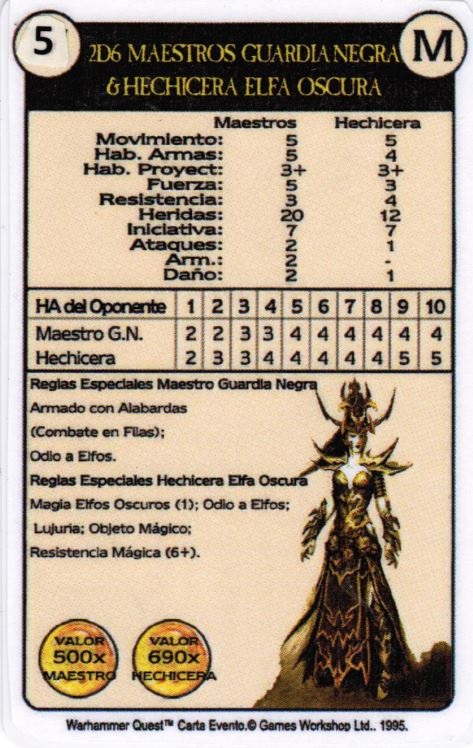 5
M
2D6 MAESTROS GUARDIA NEGRA
& HECHICERA ELFA OSCURA
Maestros Hechicera
Movimiento: 5 5
Hab. Armas: 5 4
Hab. Proyect: 3+ 3+
Fuerza: 5 3
Resistencia: 3 4
Heridas: 20 12
Iniciativa: 7 7
Ataques: 2 1
Arm.: 2 -
Daño: 2 1
HA del Oponente 1 2 3 4 5 6 7 8 9 10
Maestro G.N. 2 2 3 3 4 4 4 4 4 4
Hechicera 2 3 3 4 4 4 4 4 5 5
Reglas Especiales Maestro Guardia Negra
Armado con Alabardas
(Combate en Filas);
Odio a Elfos.
Reglas Especiales Hechicera Elfa Oscura
Magia Elfos Oscuros (1); Odio a Elfos;
Lujuria; Objeto Mágico;
Resistencia Mágica (6+).
VALOR
500x
MAESTRO
VALOR
690x
HECHICERA
Warhammer Quest™ Carta Evento.© Games Workshop Ltd.. 1995.